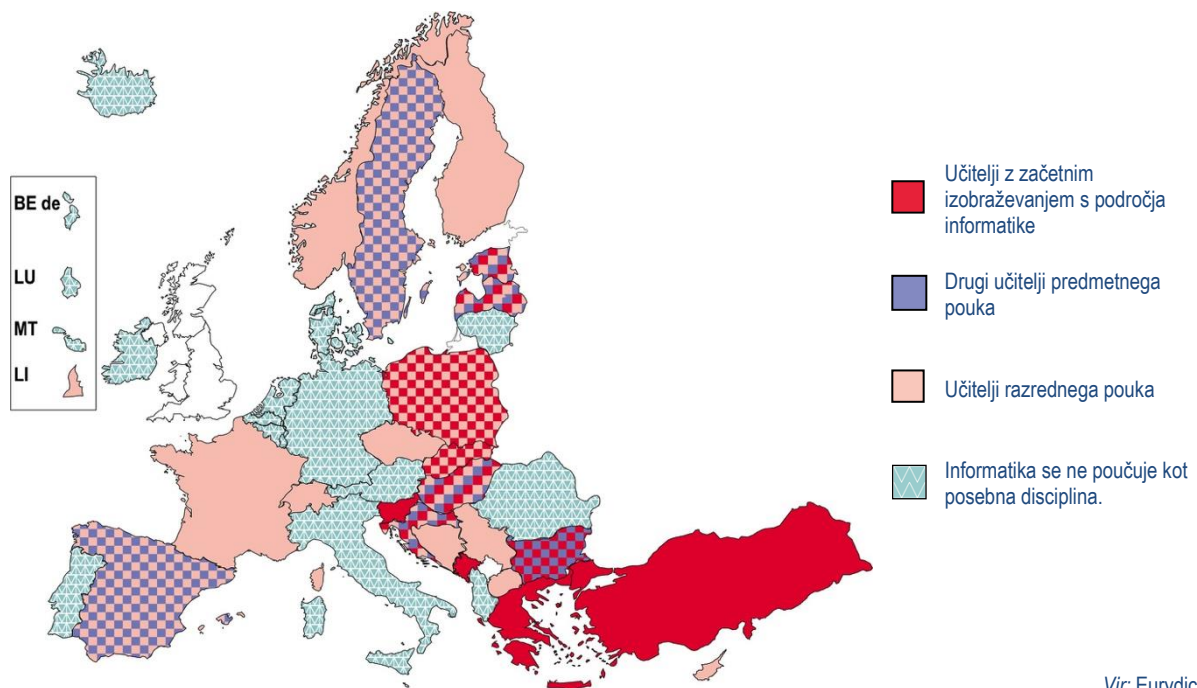 BE de
LU
MT
LI
Učitelji z začetnim
izobraževanjem s področja
informatike
Drugi učitelji predmetnega
pouka
Učitelji razrednega pouka
Informatika se ne poučuje kot
posebna disciplina.
Vir: Eurydic